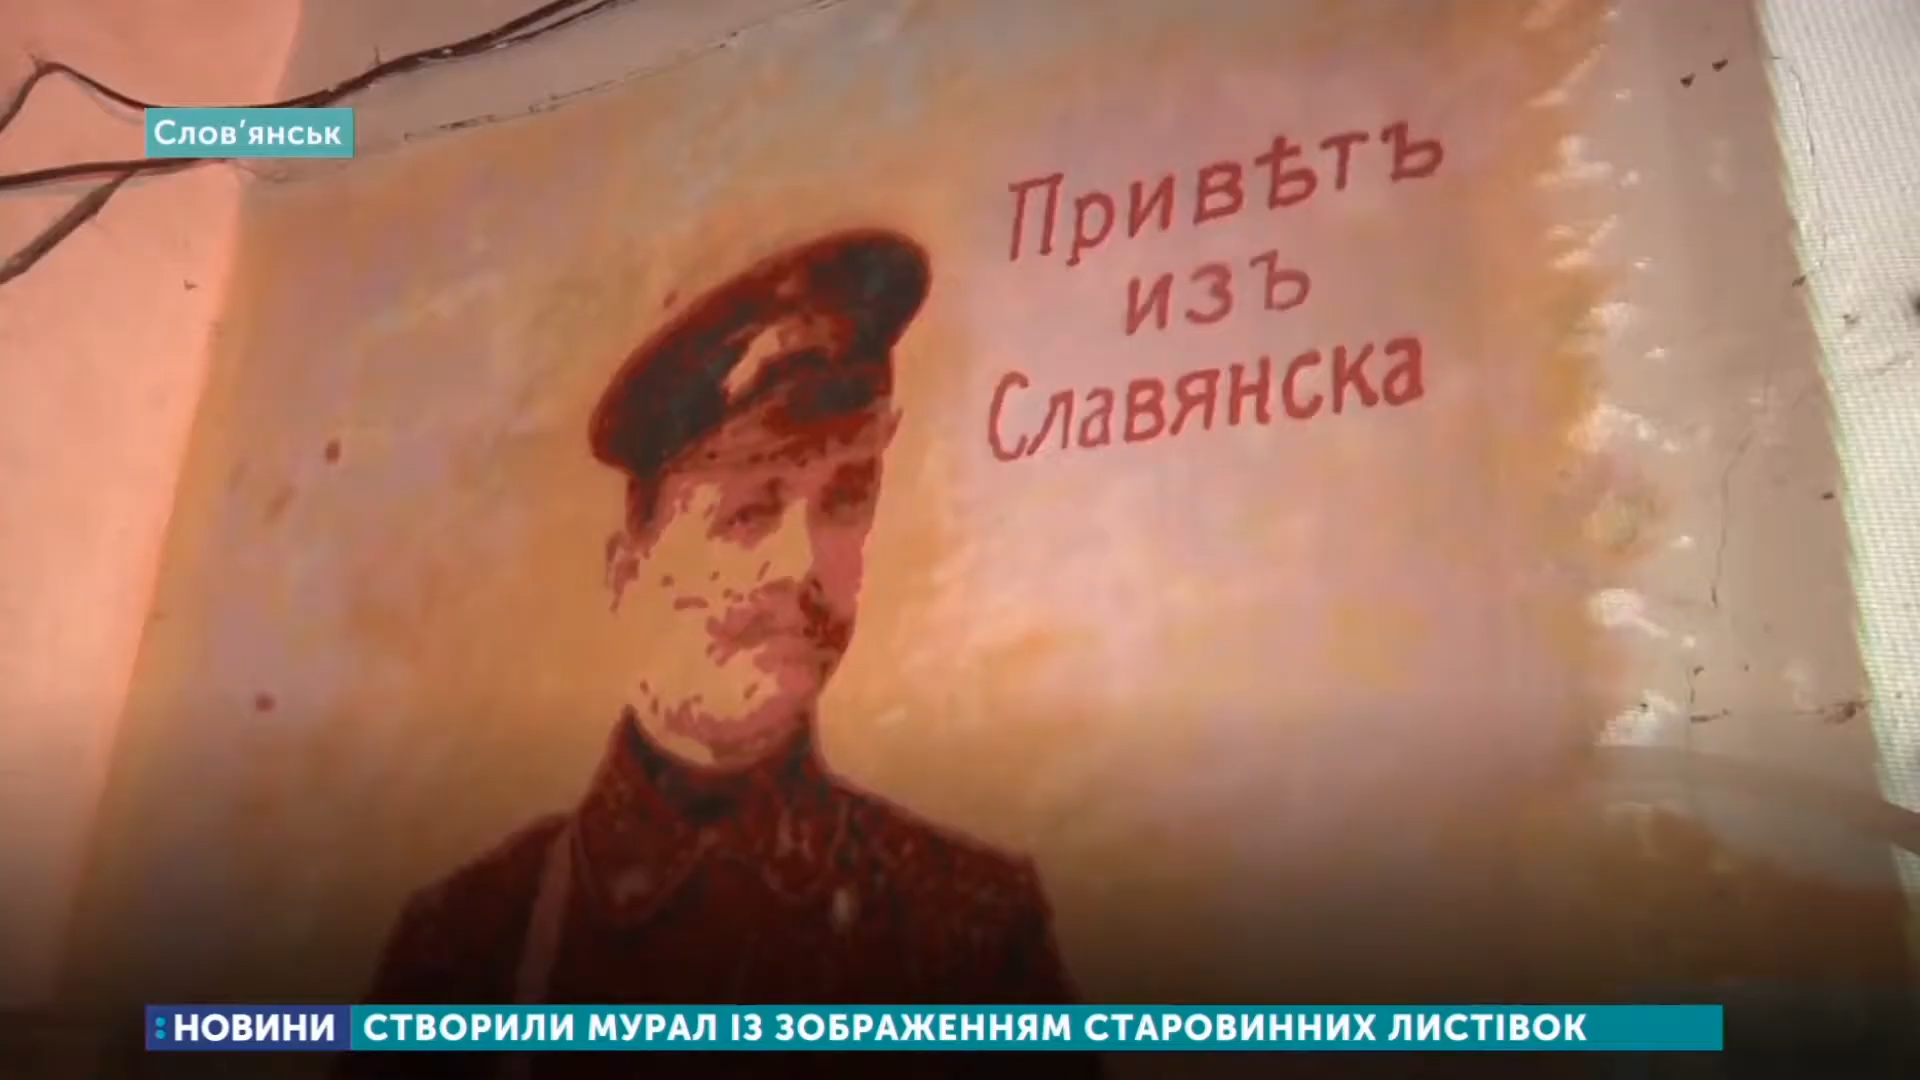 Слов'янськ
Привѣтъ
изъ
Славянска
:НОВИНИ СТВОРИЛИ МУРАЛ ІЗ ЗОБРАЖЕННЯМ СТАРОВИННИХ ЛИСТІВОК